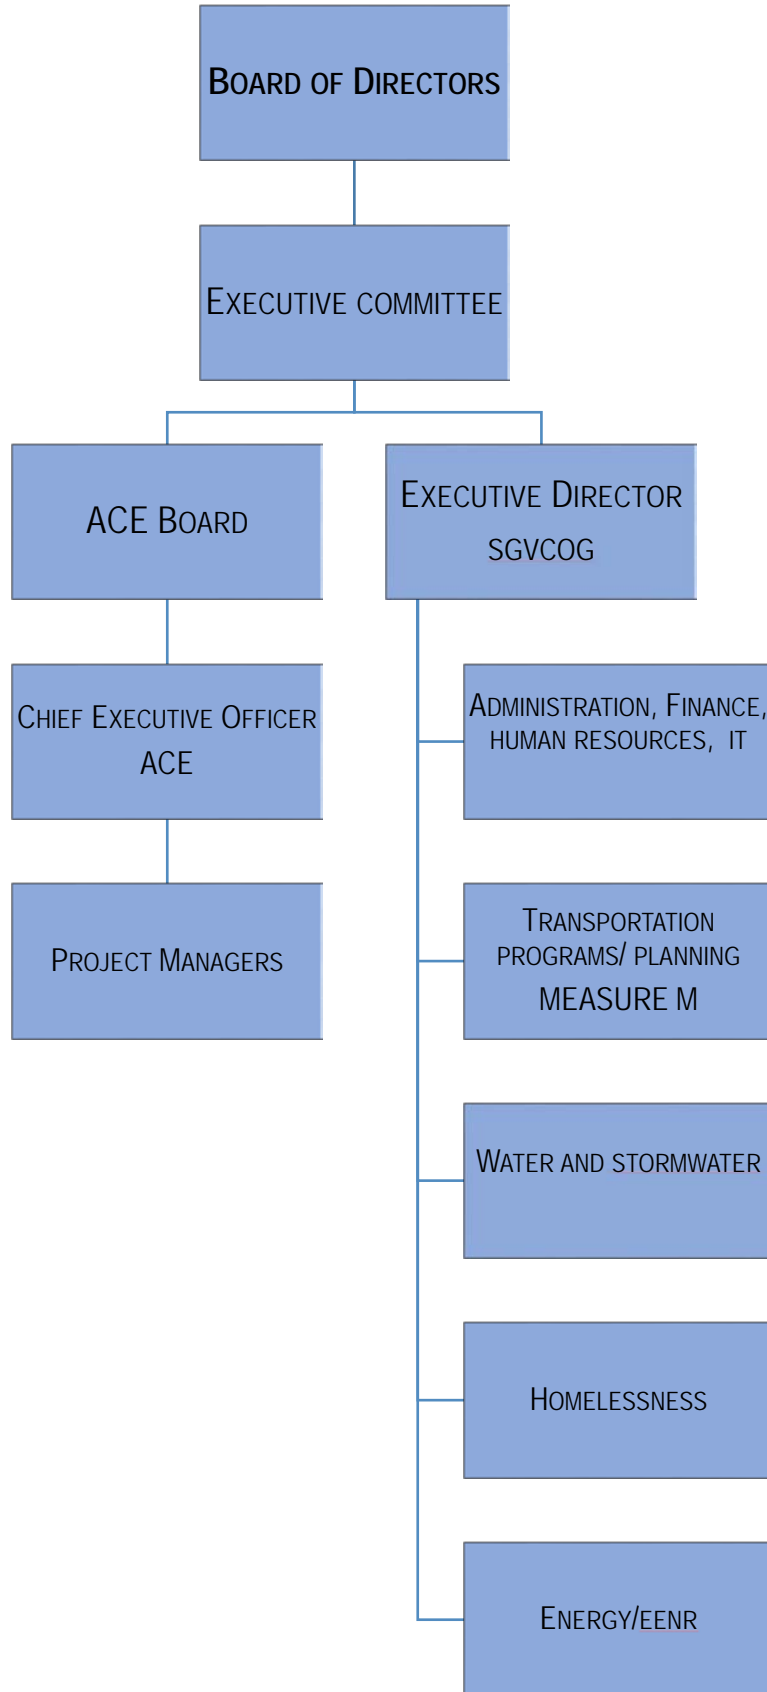 BOARD OF DIRECTORS
EXECUTIVE COMMITTEE
ACE BOARD
EXECUTIVE DIRECTOR
SGVCOG
CHIEF EXECUTIVE OFFICER
ACE
ADMINISTRATION, FINANCE,
HUMAN RESOURCES, IT
PROJECT MANAGERS
TRANSPORTATION
PROGRAMS/ PLANNING
MEASURE M
WATER AND STORMWATER
HOMELESSNESS
ENERGY/EENR